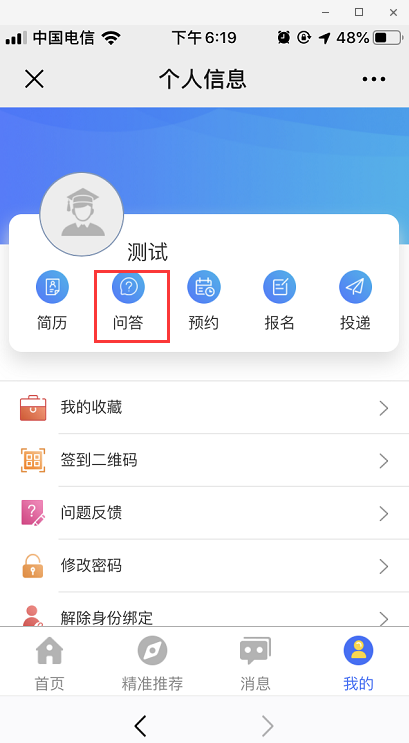 中国电信 下午6:19 48%
个人信息
测试
简历 问答 预约 报名 投递
我的收藏
签到二维码
问题反馈
修改密码
解除身份绑定
首页 精准推荐 消息 我的